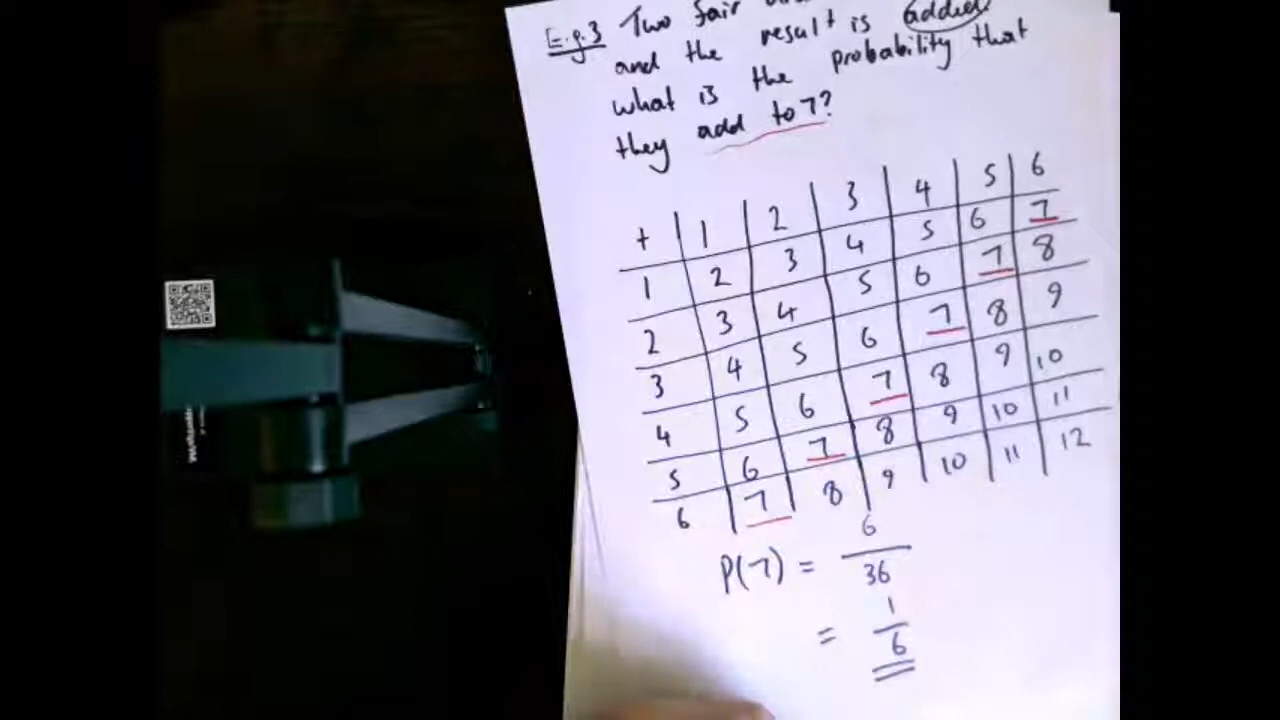 E.g.3 Two fair
and the result is added
what is the probability that
they add to 7?
+ 1 2 3 4 5 6
1 2 3 4 5 6 7
2 3 4 5 6 7 8
3 4 5 6 7 8 9
4 5 6 7 8 9 10
5 6 7 8 9 10 11
6 7 8 9 10 11 12
P(7) = 6/36
= 1/6